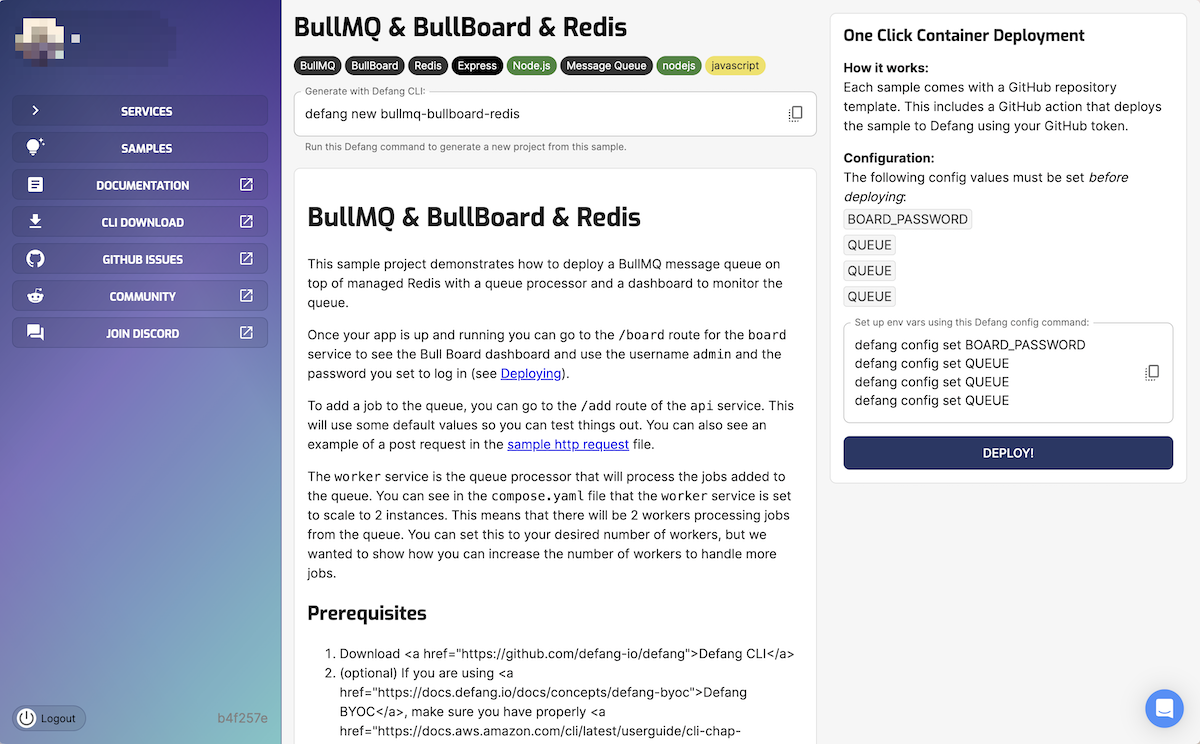 SERVICES
SAMPLES
DOCUMENTATION
CLI DOWNLOAD
GITHUB ISSUES
COMMUNITY
JOIN DISCORD
Logout
b4f257e
BullMQ & BullBoard & Redis
BullMQ BullBoard Redis Express Node.js Message Queue nodejs javascript
Generate with Defang CLI:
defang new bullmq-bullboard-redis
Run this Defang command to generate a new project from this sample.
BullMQ & BullBoard & Redis
This sample project demonstrates how to deploy a BullMQ message queue on
top of managed Redis with a queue processor and a dashboard to monitor the
queue.
Once your app is up and running you can go to the /board route for the board
service to see the Bull Board dashboard and use the username admin and the
password you set to log in (see Deploying).
To add a job to the queue, you can go to the /add route of the api service. This
will use some default values so you can test things out. You can also see an
example of a post request in the sample http request file.
The worker service is the queue processor that will process the jobs added to
the queue. You can see in the compose.yaml file that the worker service is set
to scale to 2 instances. This means that there will be 2 workers processing jobs
from the queue. You can set this to your desired number of workers, but we
wanted to show how you can increase the number of workers to handle more
jobs.
Prerequisites
1. Download <a href="https://github.com/defang-io/defang">Defang CLI</a>
2. (optional) If you are using <a
href="https://docs.defang.io/docs/concepts/defang-byoc">Defang
BYOC</a>, make sure you have properly <a
href="https://docs.aws.amazon.com/cli/latest/userguide/cli-chap-
One Click Container Deployment
How it works:
Each sample comes with a GitHub repository
template. This includes a GitHub action that deploys
the sample to Defang using your GitHub token.
Configuration:
The following config values must be set before
deploying:
BOARD_PASSWORD
QUEUE
QUEUE
QUEUE
Set up env vars using this Defang config command:
defang config set BOARD_PASSWORD
defang config set QUEUE
defang config set QUEUE
defang config set QUEUE
DEPLOY!